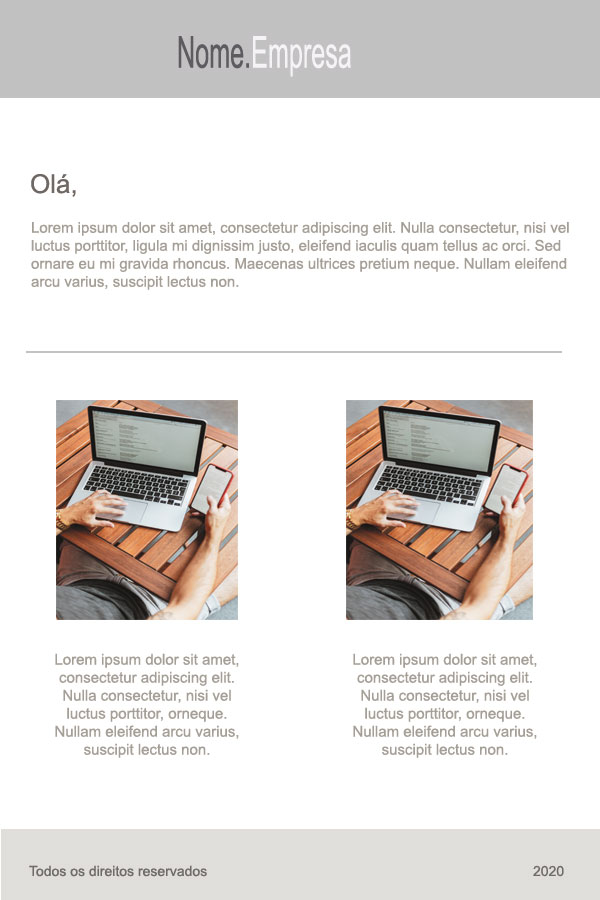 Nome.Empresa
Olá,
Lorem ipsum dolor sit amet, consectetur adipiscing elit. Nulla consectetur, nisi vel
luctus porttitor, ligula mi dignissim justo, eleifend iaculis quam tellus ac orci. Sed
ornare eu mi gravida rhoncus. Maecenas ultrices pretium neque. Nullam eleifend
arcu varius, suscipit lectus non.
Lorem ipsum dolor sit amet,
consectetur adipiscing elit.
Nulla consectetur, nisi vel
luctus porttitor, orneque.
Nullam eleifend arcu varius,
suscipit lectus non.
Lorem ipsum dolor sit amet,
consectetur adipiscing elit.
Nulla consectetur, nisi vel
luctus porttitor, orneque.
Nullam eleifend arcu varius,
suscipit lectus non.
Todos os direitos reservados
2020